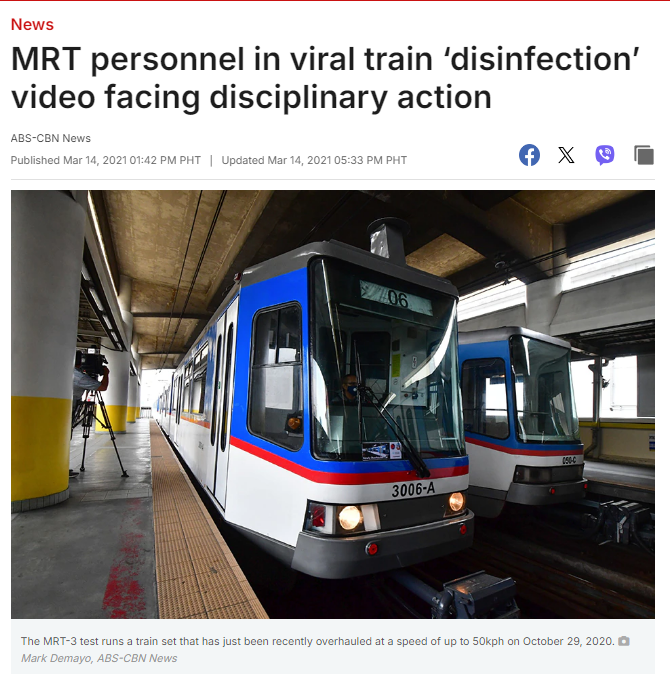 News
MRT personnel in viral train ‘disinfection’
video facing disciplinary action
ABS-CBN News
Published Mar 14, 2021 01:42 PM PHT | Updated Mar 14, 2021 05:33 PM PHT
06
3006-A
The MRT-3 test runs a train set that has just been recently overhauled at a speed of up to 50kph on October 29, 2020.
Mark Demayo, ABS-CBN News